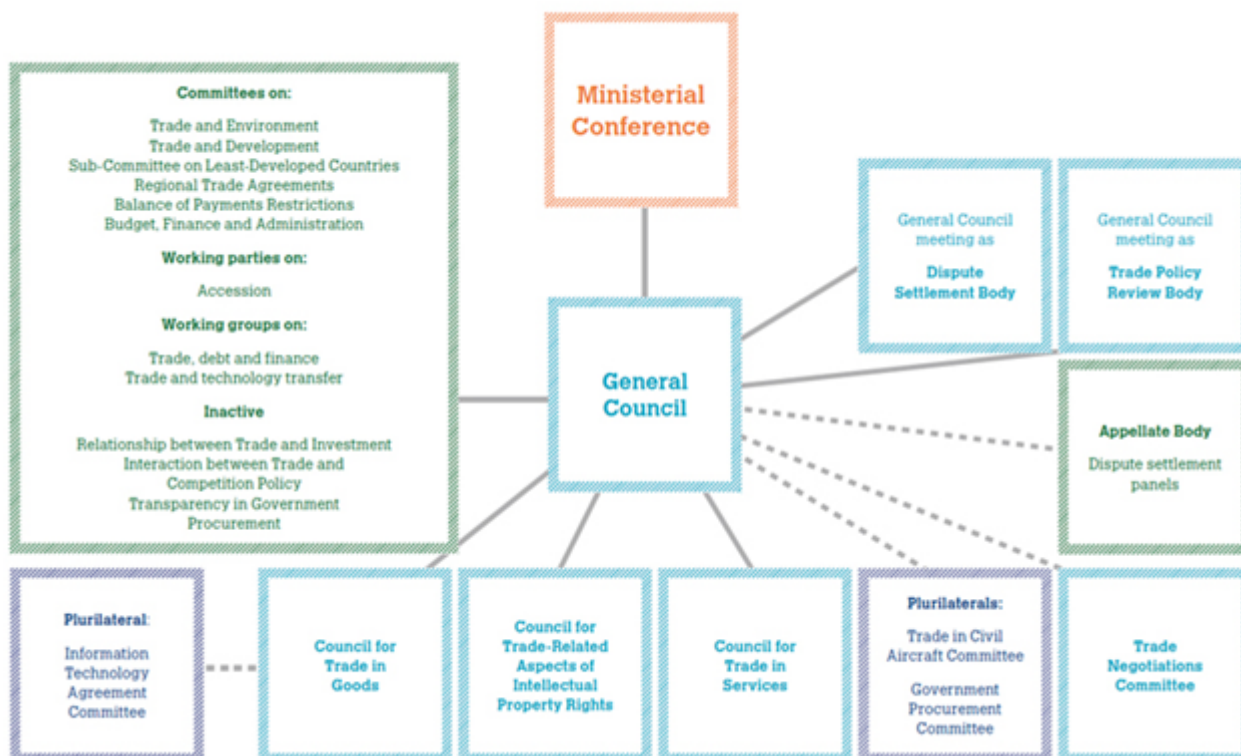 Committees on:
Trade and Environment
Trade and Development
Sub-Committee on Least-Developed Countries
Regional Trade Agreements
Balance of Payments Restrictions
Budget, Finance and Administration
Working parties on:
Accession
Working groups on:
Trade, debt and finance
Trade and technology transfer
Inactive
Relationship between Trade and Investment
Interaction between Trade and
Competition Policy
Transparency in Government
Procurement
Ministerial
Conference
General Council
meeting as
Dispute
Settlement Body
General Council
meeting as
Trade Policy
Review Body
General
Council
Appellate Body
Dispute settlement
panels
Plurilateral:
Information
Technology
Agreement
Committee
Council for
Trade in
Goods
Council for
Trade-Related
Aspects of
Intellectual
Property Rights
Council for
Trade in
Services
Plurilaterals:
Trade in Civil
Aircraft Committee
Government
Procurement
Committee
Trade
Negotiations
Committee